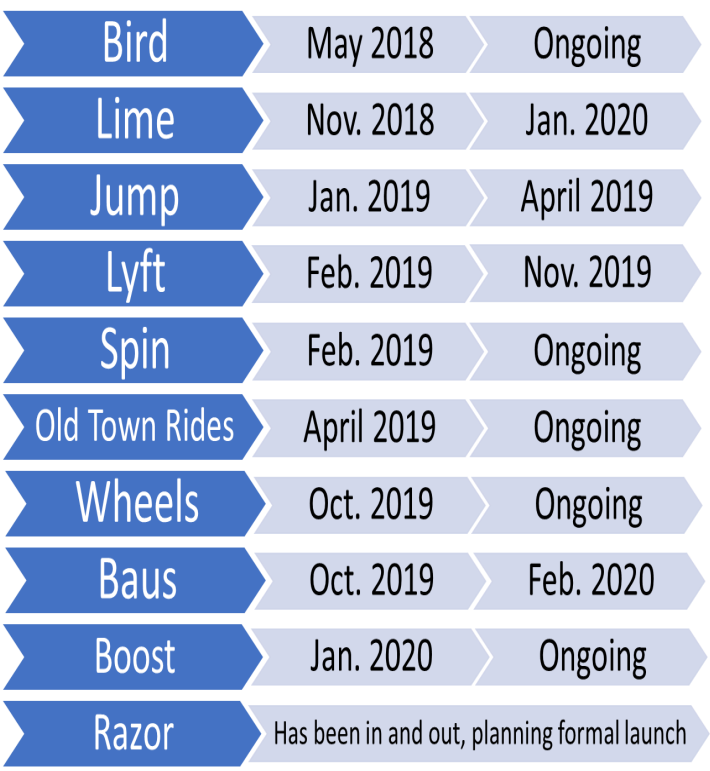 Bird May 2018 Ongoing
Lime Nov. 2018 Jan. 2020
Jump Jan. 2019 April 2019
Lyft Feb. 2019 Nov. 2019
Spin Feb. 2019 Ongoing
Old Town Rides April 2019 Ongoing
Wheels Oct. 2019 Ongoing
Baus Oct. 2019 Feb. 2020
Boost Jan. 2020 Ongoing
Razor Has been in and out, planning formal launch